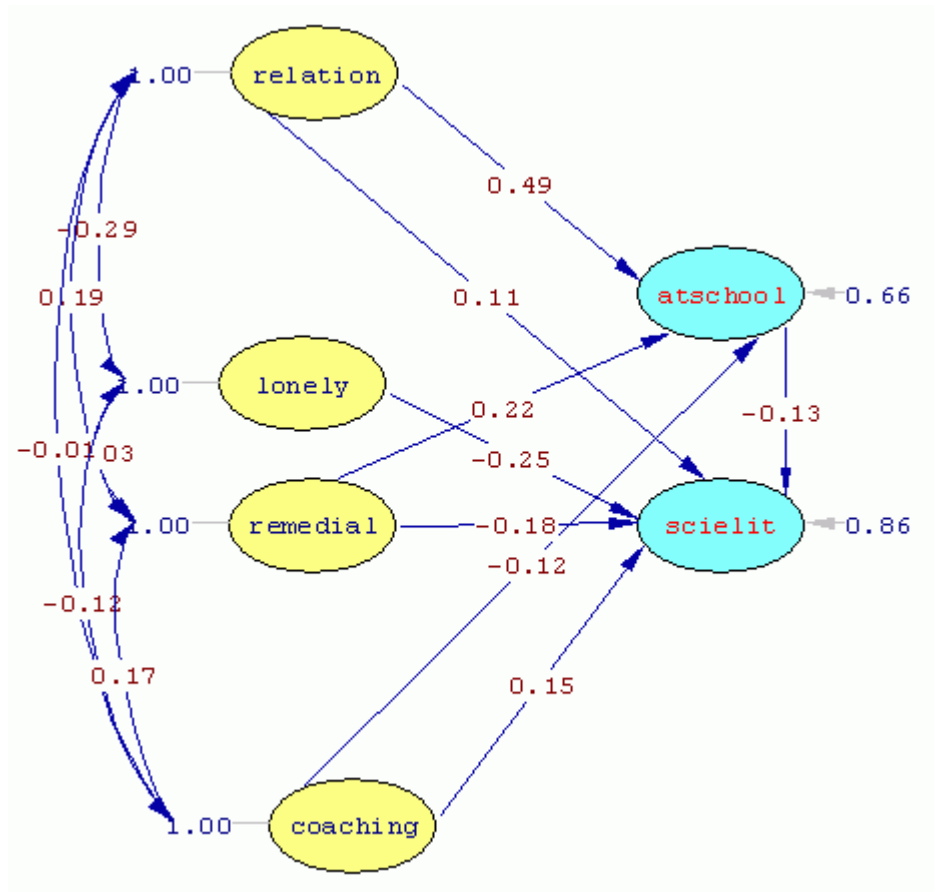 1.00 relation
0.49
-0.29
0.19 0.11 atschool 0.66
1.00 lonely
0.22 -0.13
-0.01 03 -0.25
1.00 remedial -0.18 scielit 0.86
-0.12
-0.12
0.17 0.15
1.00 coaching